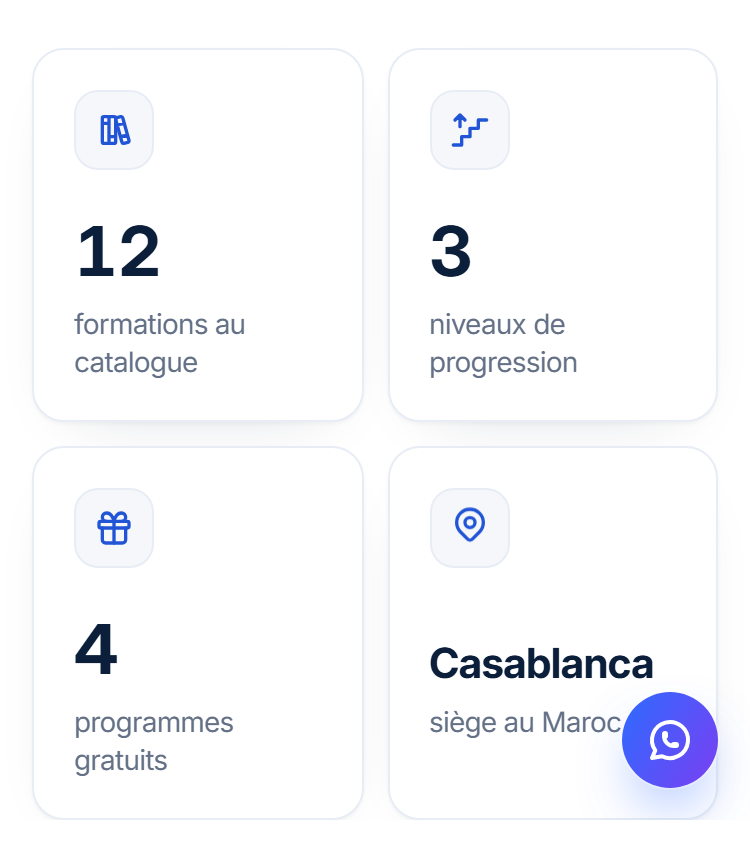 12
formations au
catalogue
3
niveaux de
progression
4
programmes
gratuits
Casablanca
siège au Maroc